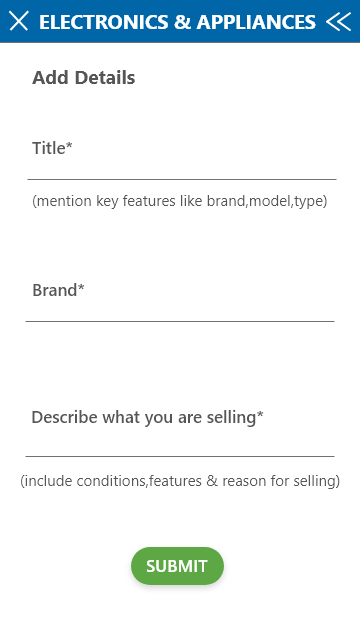 ELECTRONICS & APPLIANCES
Add Details
Title*
(mention key features like brand,model,type)
Brand*
Describe what you are selling*
(include conditions,features & reason for selling)
SUBMIT